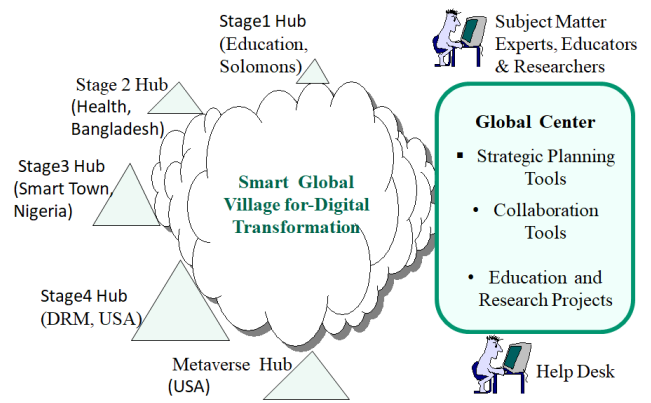 Stage1 Hub
(Education,
Solomons)
Stage 2 Hub
(Health,
Bangladesh)
Stage3 Hub
(Smart Town,
Nigeria)
Stage4 Hub
(DRM, USA)
Metaverse Hub
(USA)
Smart Global
Village for-Digital
Transformation
Subject Matter
Experts, Educators
& Researchers
Global Center
▪ Strategic Planning
Tools
• Collaboration
Tools
• Education and
Research Projects
Help Desk